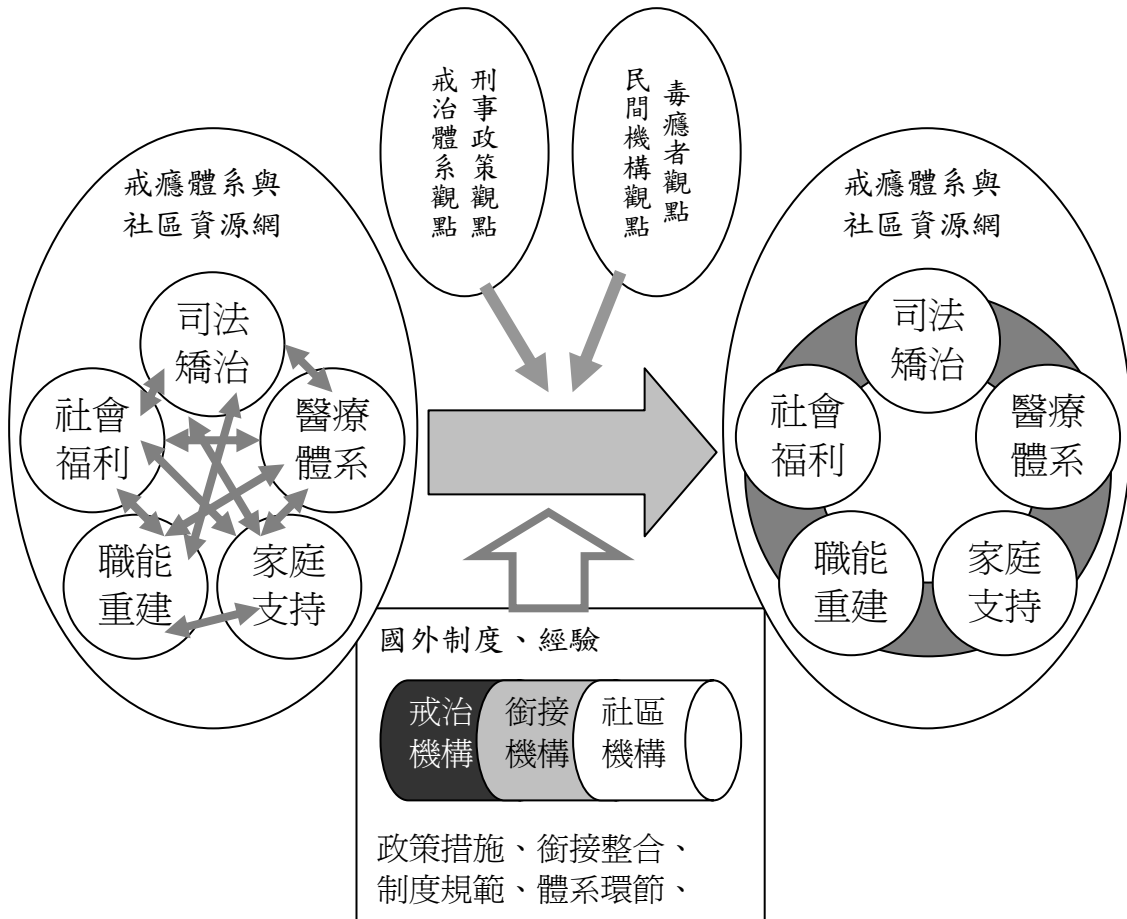 刑事政策觀點
戒治體系觀點
毒癮者觀點
民間機構觀點
戒癮體系與
社區資源網
司法
矯治
社會
福利
醫療
體系
職能
重建
家庭
支持
戒癮體系與
社區資源網
司法
矯治
社會
福利
醫療
體系
職能
重建
家庭
支持
國外制度、經驗
戒治
機構
銜接
機構
社區
機構
政策措施、銜接整合、
制度規範、體系環節、